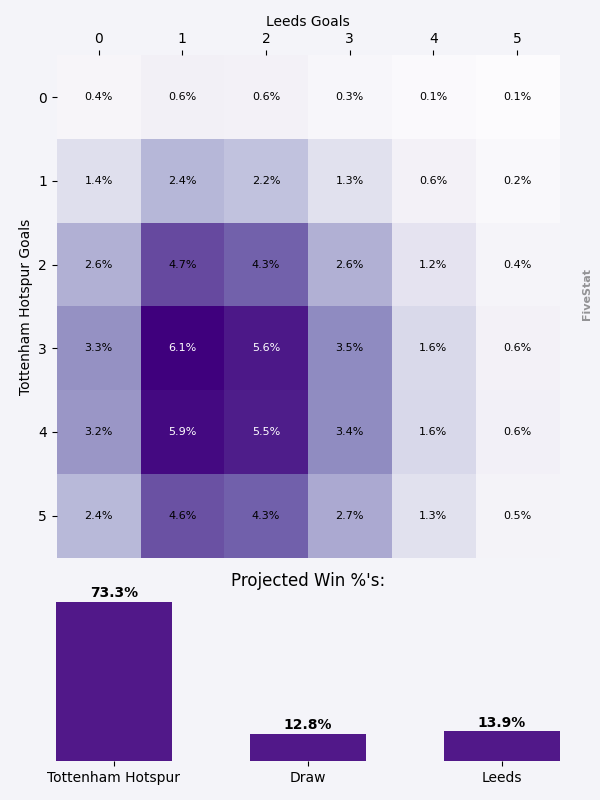 Leeds Goals
0 1 2 3 4 5
0 0.4% 0.6% 0.6% 0.3% 0.1% 0.1%
1 1.4% 2.4% 2.2% 1.3% 0.6% 0.2%
2 2.6% 4.7% 4.3% 2.6% 1.2% 0.4%
3 3.3% 6.1% 5.6% 3.5% 1.6% 0.6%
4 3.2% 5.9% 5.5% 3.4% 1.6% 0.6%
5 2.4% 4.6% 4.3% 2.7% 1.3% 0.5%
Tottenham Hotspur Goals
FiveStat
Projected Win %'s:
73.3% 12.8% 13.9%
Tottenham Hotspur Draw Leeds